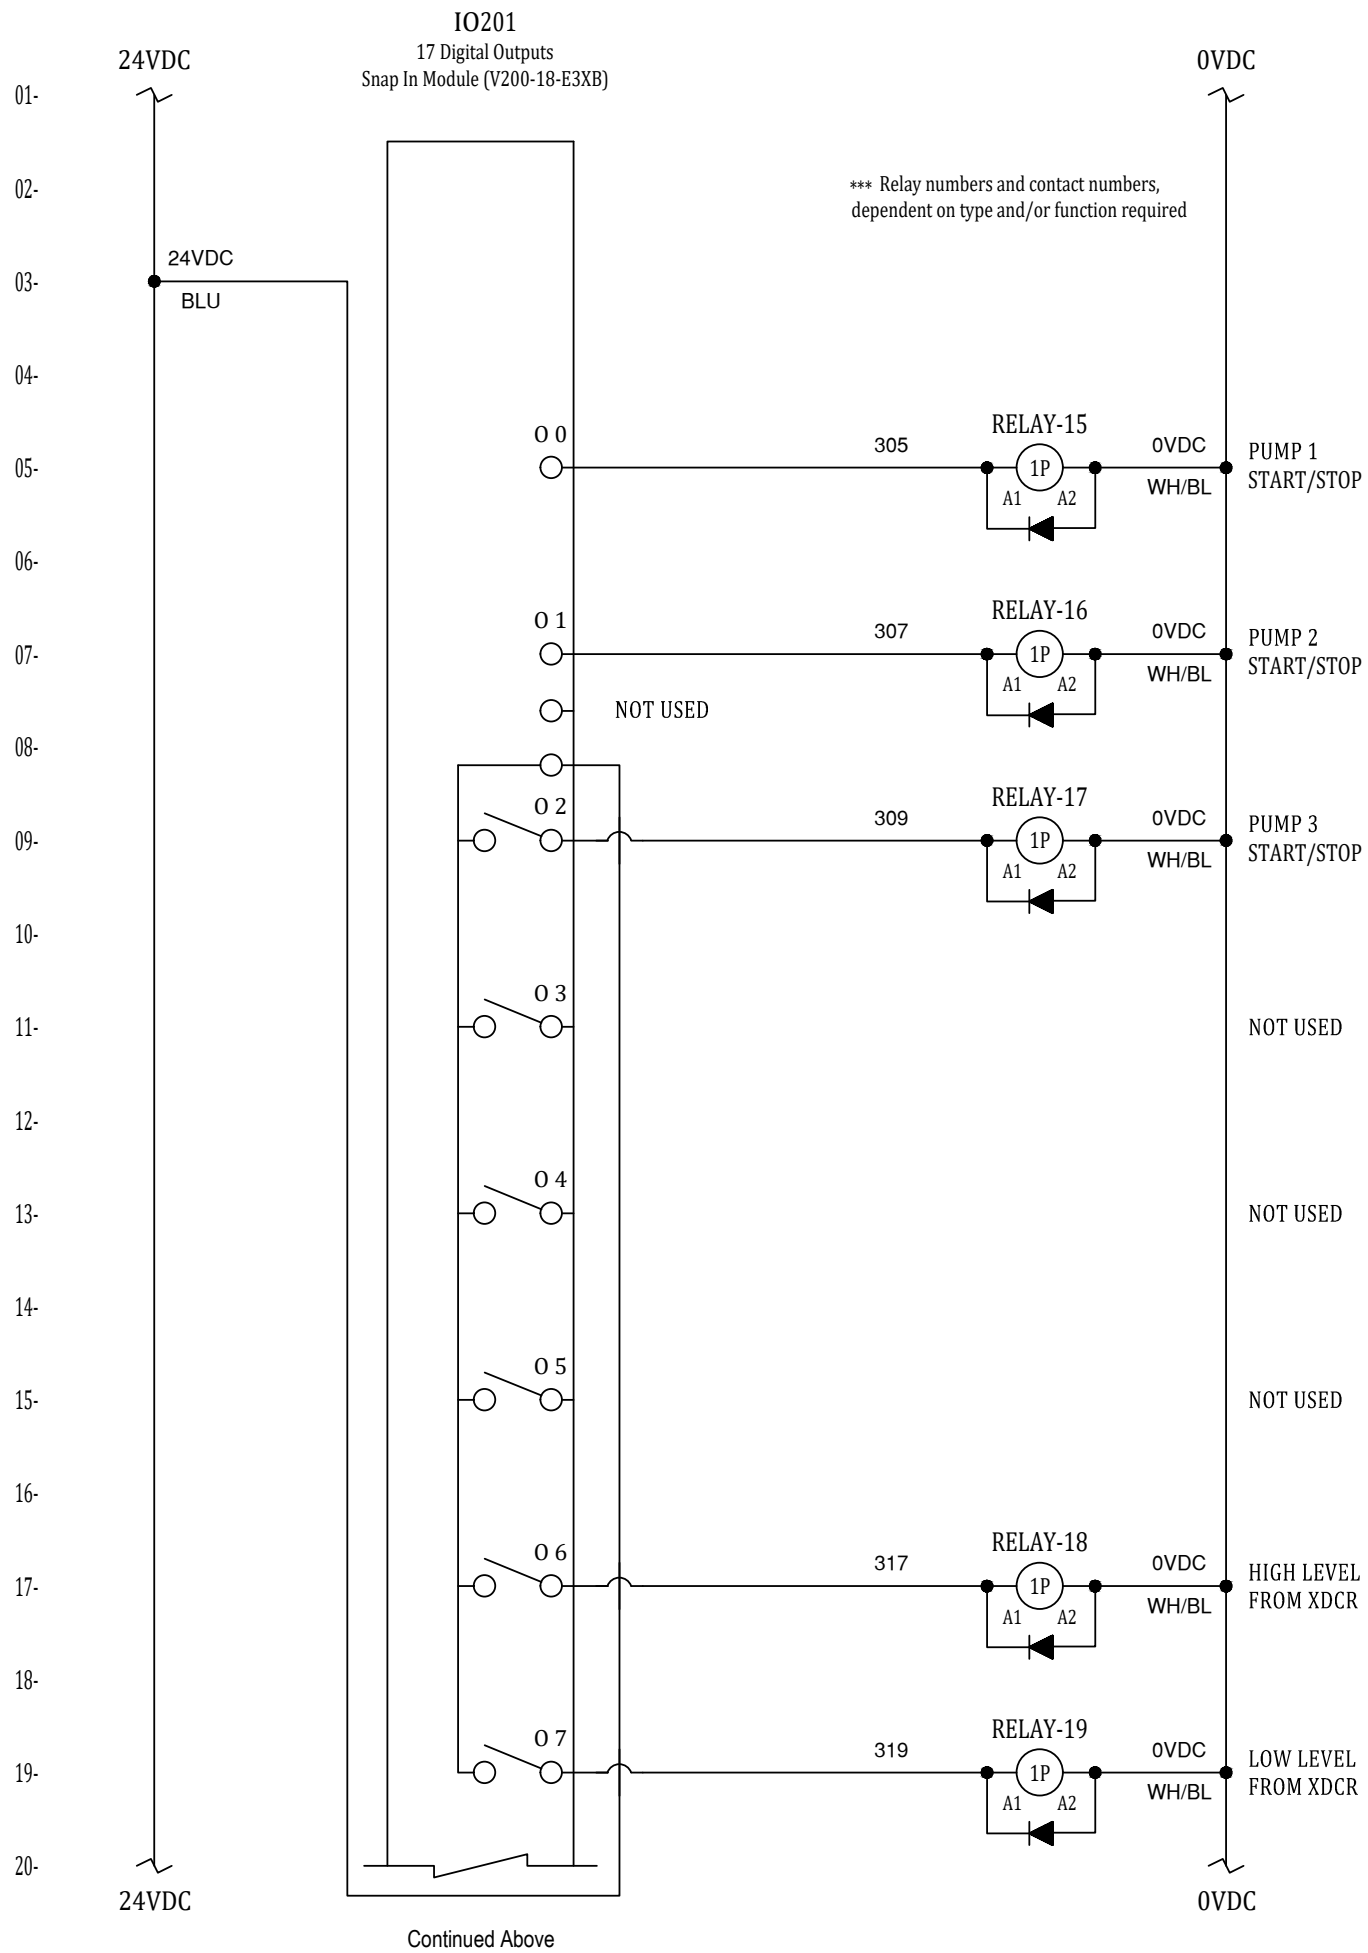 IO201
17 Digital Outputs
Snap In Module (V200-18-E3XB)
24VDC
0VDC
01-
02-
*** Relay numbers and contact numbers,
dependent on type and/or function required
24VDC
03-
BLU
04-
O 0
305
RELAY-15
0VDC
PUMP 1
05-
1P
START/STOP
A1
A2
WH/BL
06-
O 1
307
RELAY-16
0VDC
PUMP 2
07-
1P
START/STOP
A1
A2
WH/BL
NOT USED
08-
O 2
309
RELAY-17
0VDC
PUMP 3
09-
1P
START/STOP
A1
A2
WH/BL
10-
O 3
11-
NOT USED
12-
O 4
13-
NOT USED
14-
O 5
15-
NOT USED
16-
O 6
317
RELAY-18
0VDC
HIGH LEVEL
17-
1P
FROM XDCR
A1
A2
WH/BL
18-
O 7
319
RELAY-19
0VDC
LOW LEVEL
19-
1P
FROM XDCR
A1
A2
WH/BL
20-
24VDC
0VDC
Continued Above